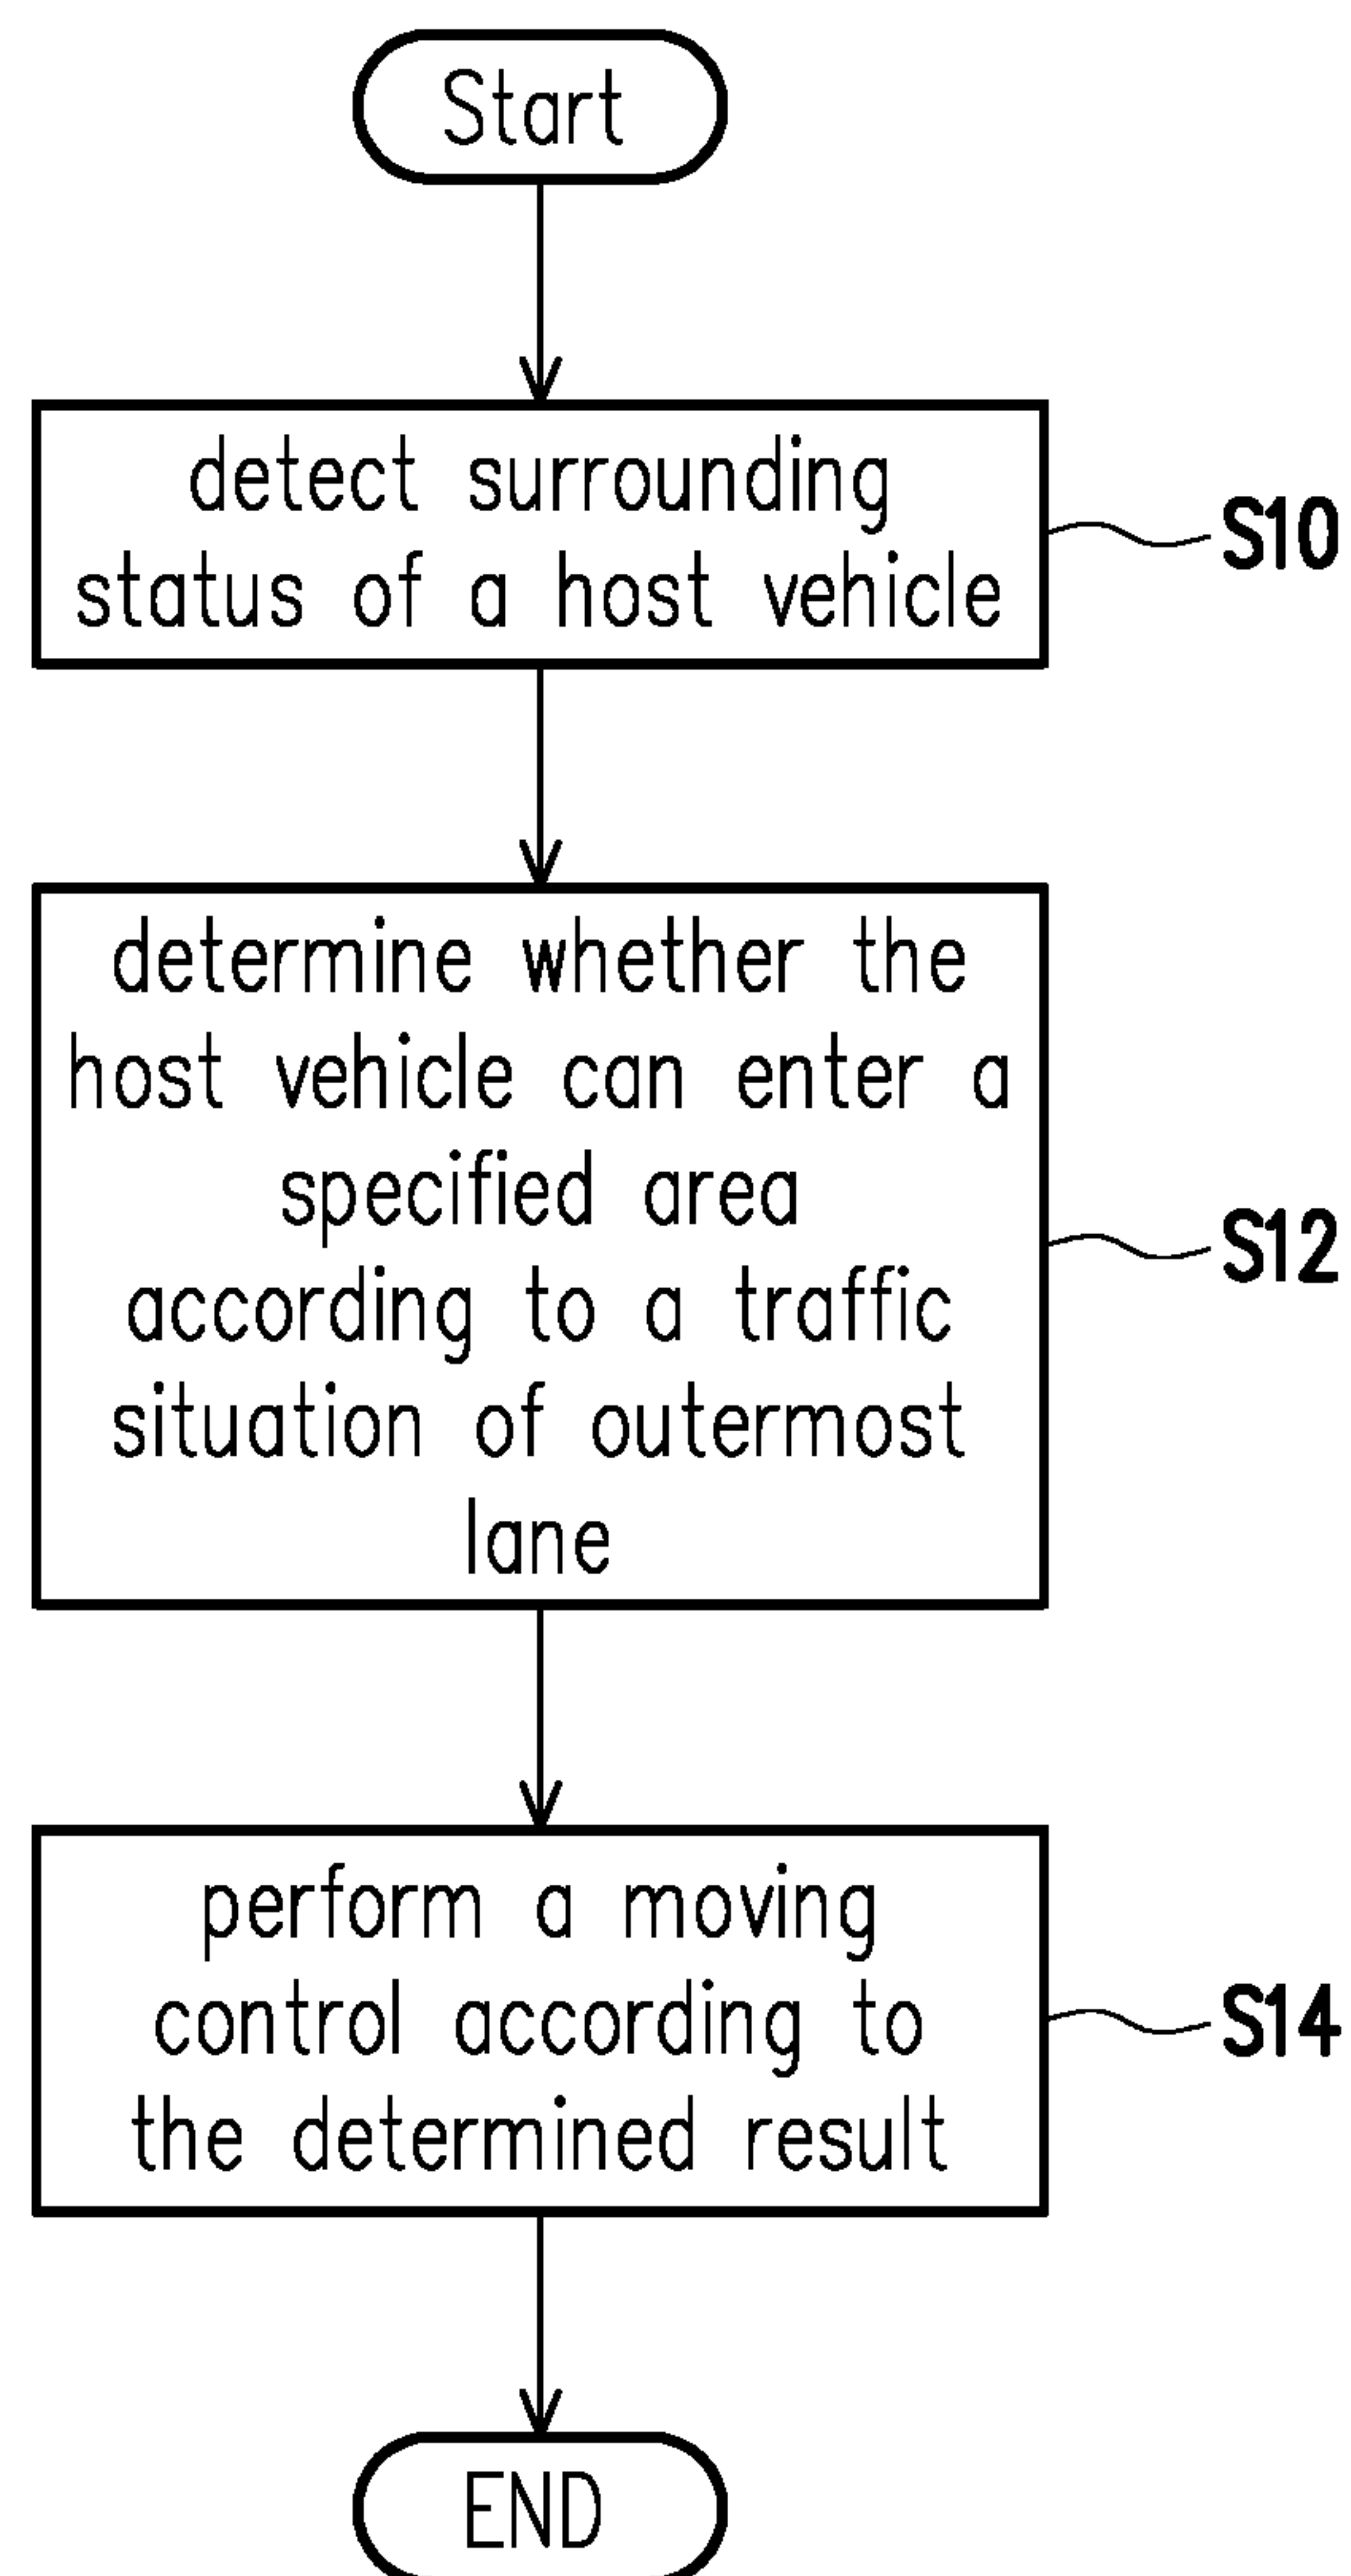 Start
detect surrounding
status of a host vehicle
S10
determine whether the
host vehicle can enter a
specified area
according to a traffic
situation of outermost
lane
S12
perform a moving
control according to
the determined result
S14
END